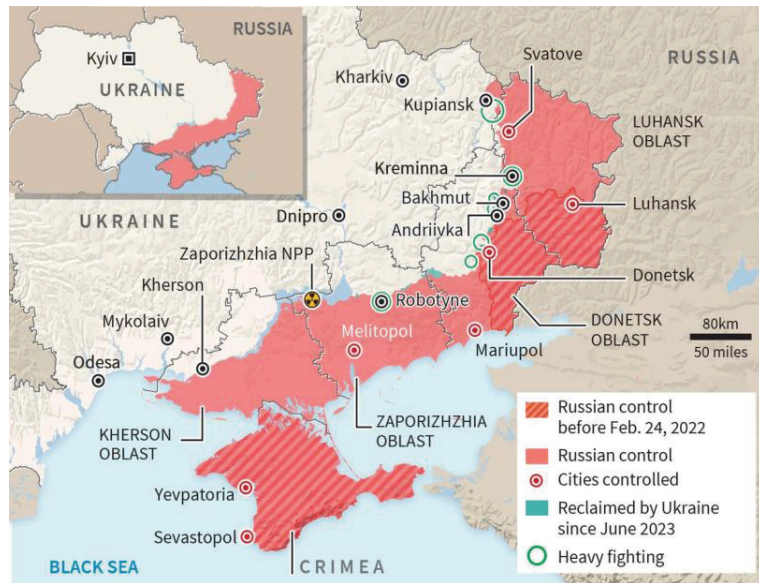 RUSSIA
Kyiv
UKRAINE
Svatove
RUSSIA
Kharkiv
Kupiansk
LUHANSK
OBLAST
Kreminna
Bakhmut
Luhansk
UKRAINE
Dnipro
Andriivka
Zaporizhzhia NPP
Donetsk
Kherson
Robotyne
Mykolaiv
DONETSK
OBLAST
80km
50 miles
Melitopol
Mariupol
Odesa
KHERSON
OBLAST
ZAPORIZHZHIA
OBLAST
Russian control
before Feb. 24, 2022
Russian control
Cities controlled
Reclaimed by Ukraine
since June 2023
Heavy fighting
Yevpatoria
Sevastopol
BLACK SEA
CRIMEA